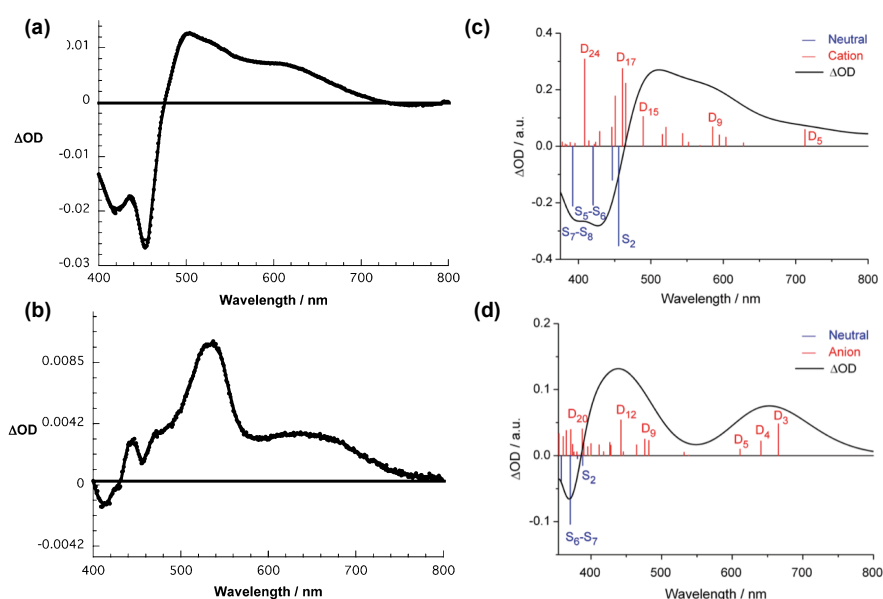 (a)
0.01
0
-0.01
-0.02
-0.03
ΔOD
400 500 600 700 800
Wavelength / nm
(b)
0.0085
0.0042
0
-0.0042
ΔOD
400 500 600 700 800
Wavelength / nm
(c)
Neutral
Cation
ΔOD
0.4
0.2
0.0
-0.2
-0.4
ΔOD / a.u.
D24
D17
D15
D9
D5
S5-S6
S7-S8
S2
400 500 600 700 800
Wavelength / nm
(d)
Neutral
Anion
ΔOD
0.2
0.1
0.0
-0.1
ΔOD / a.u.
D20
D12
D9
D5
D4
D3
S2
S6-S7
400 500 600 700 800
Wavelength / nm